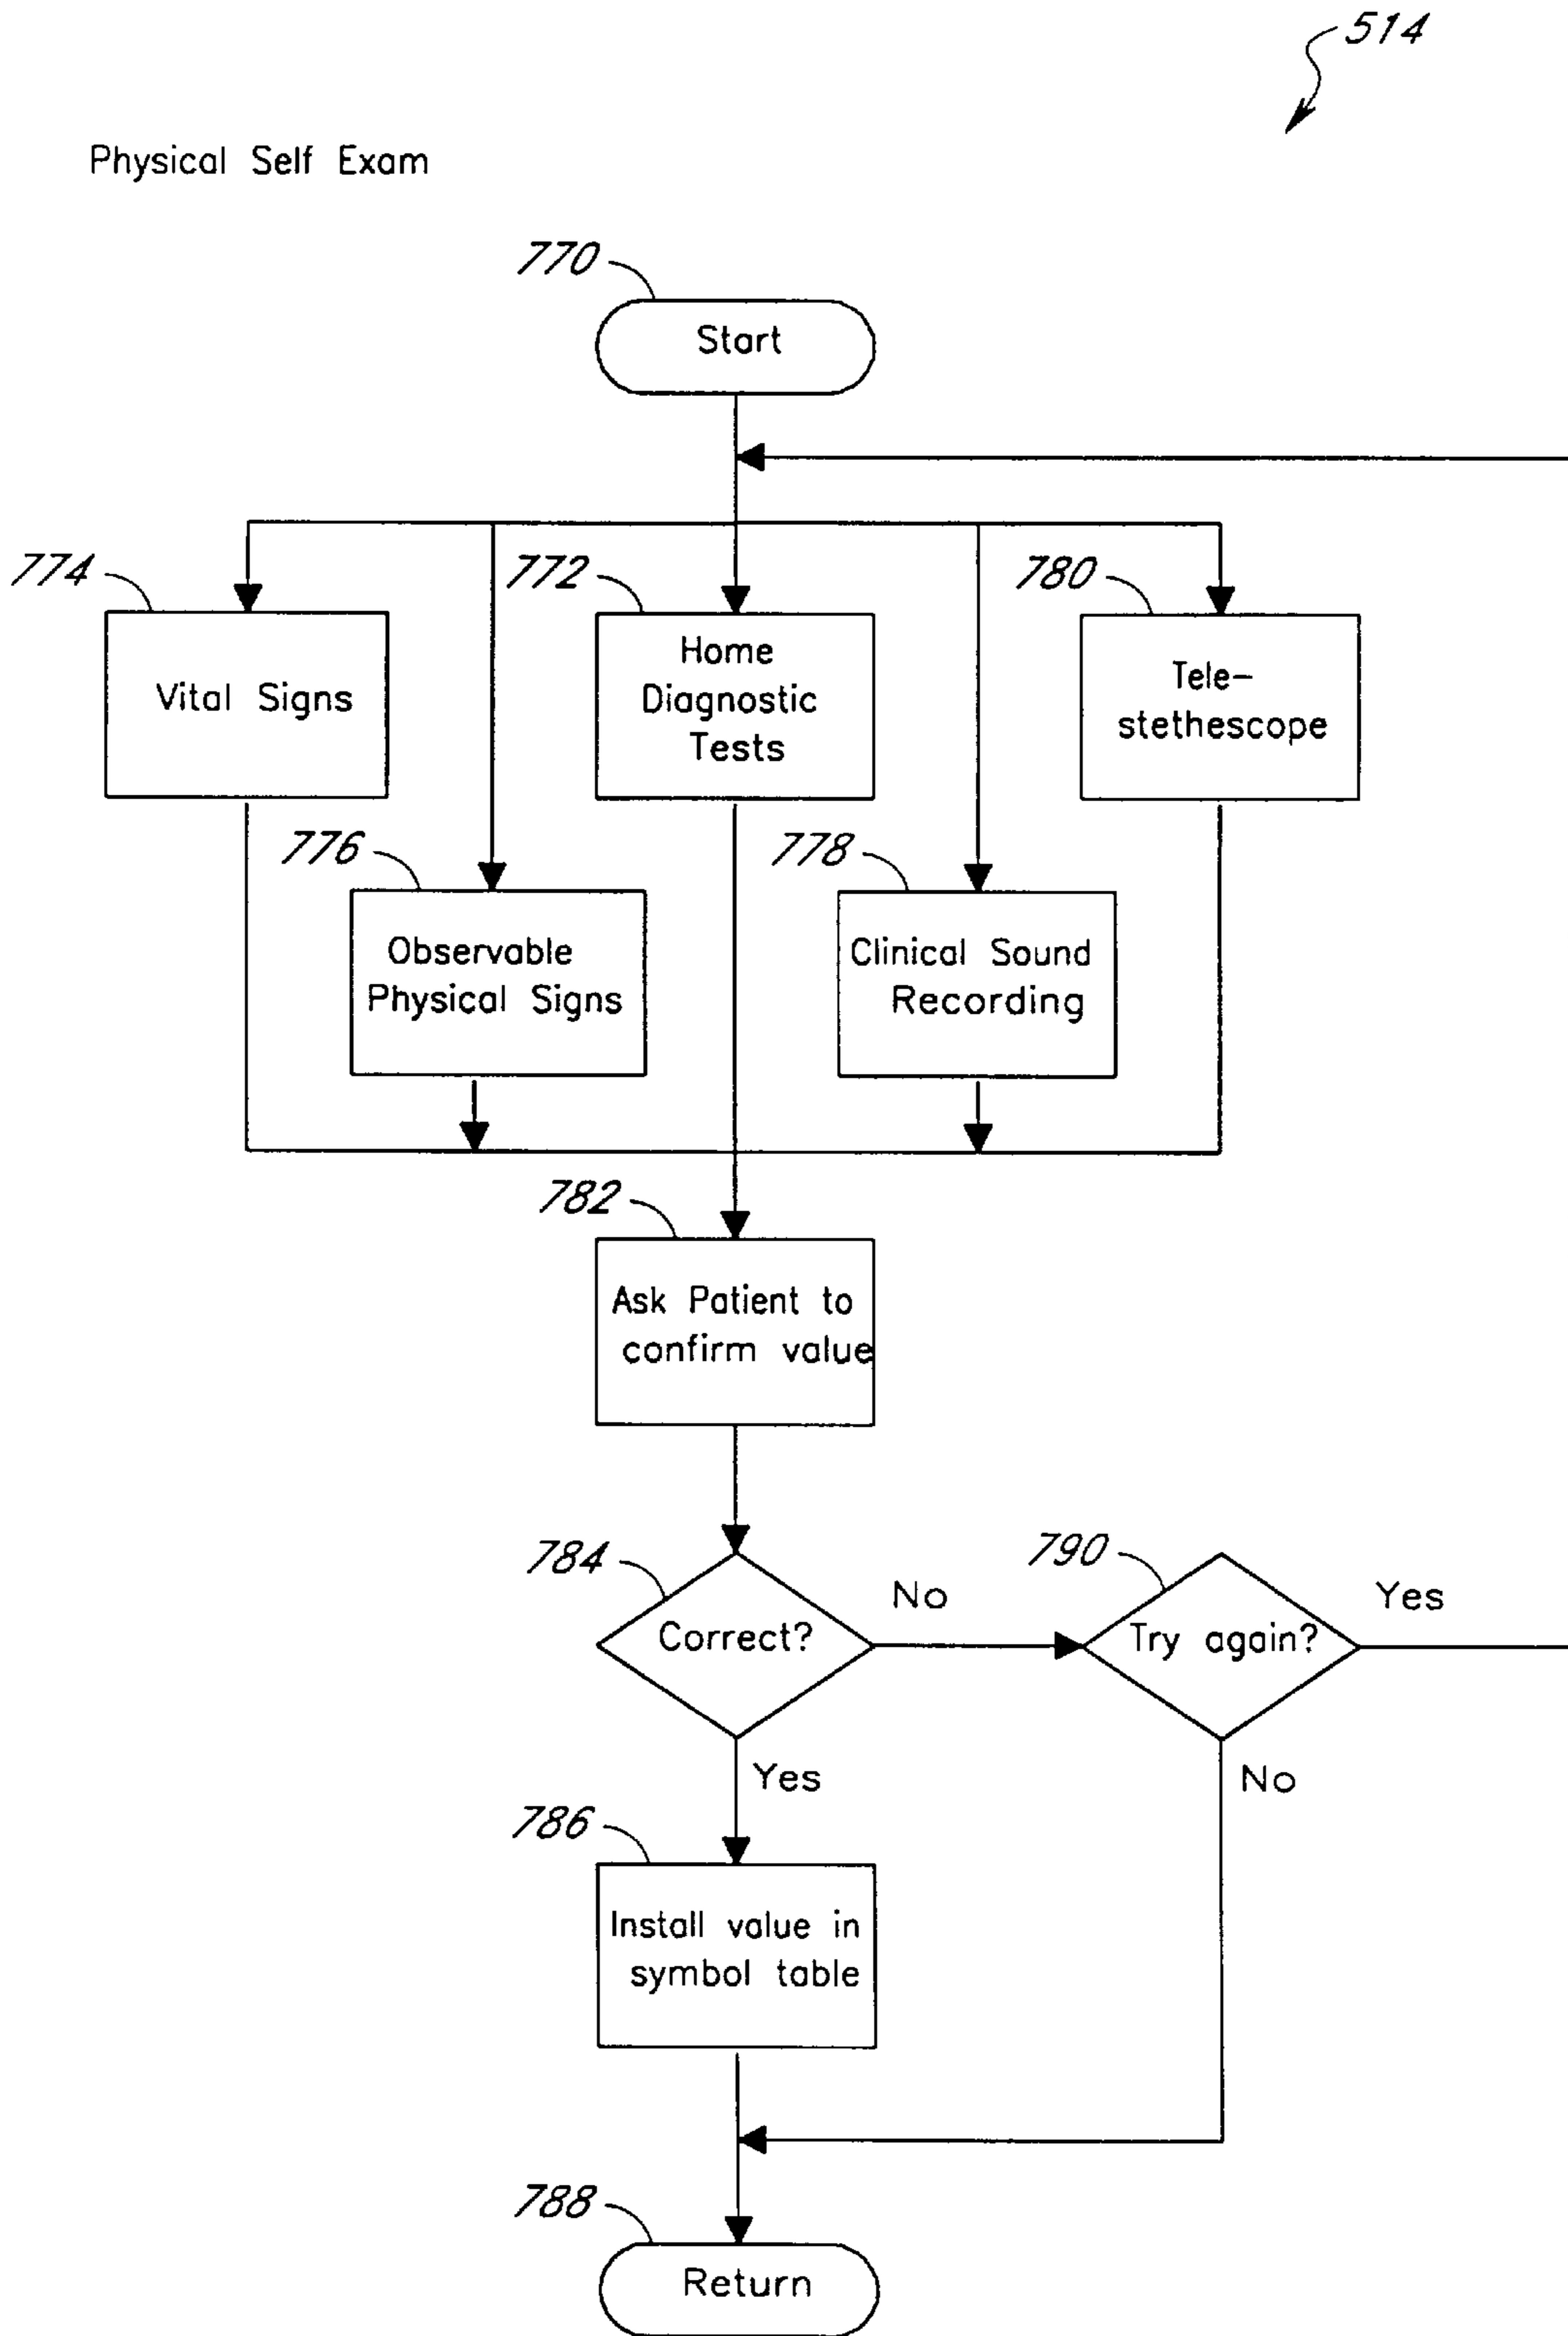 514
Physical Self Exam
770
Start
774
772
780
Vital Signs
Home
Diagnostic
Tests
Tele-
stethescope
776
778
Observable
Physical Signs
Clinical Sound
Recording
782
Ask Patient to
confirm value
784
790
No
Yes
Correct?
Try again?
Yes
No
786
Install value in
symbol table
788
Return